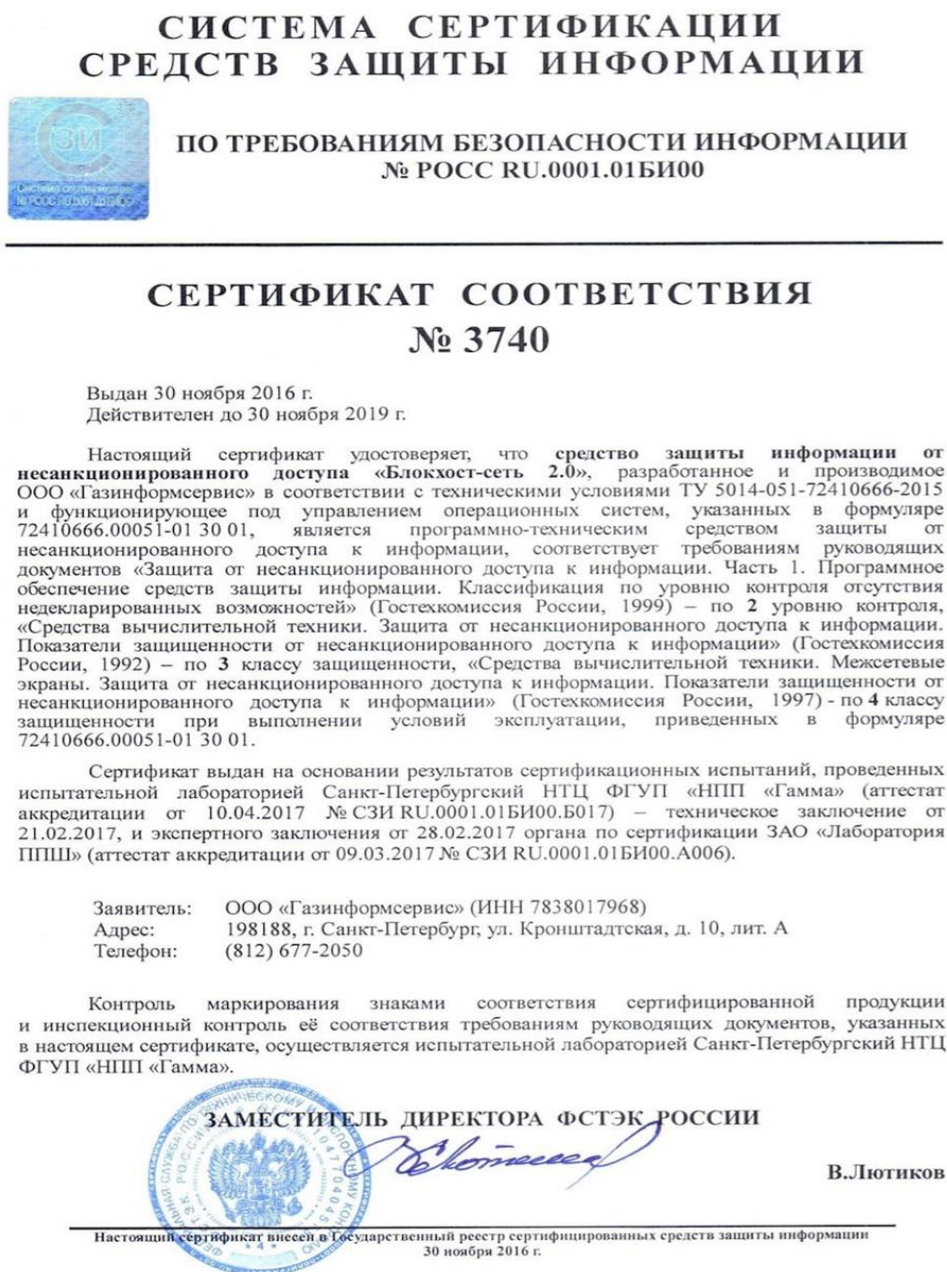 СИСТЕМА СЕРТИФИКАЦИИ
СРЕДСТВ ЗАЩИТЫ ИНФОРМАЦИИ
СЗИ
Система сертификации
№ РОСС RU.0001.01БИ00
ПО ТРЕБОВАНИЯМ БЕЗОПАСНОСТИ ИНФОРМАЦИИ
№ РОСС RU.0001.01БИ00
СЕРТИФИКАТ СООТВЕТСТВИЯ
№ 3740
Выдан 30 ноября 2016 г.
Действителен до 30 ноября 2019 г.
Настоящий сертификат удостоверяет, что средство защиты информации от
несанкционированного доступа «Блокхост-сеть 2.0», разработанное и производимое
ООО «Газинформсервис» в соответствии с техническими условиями ТУ 5014-051-72410666-2015
и функционирующее под управлением операционных систем, указанных в формуляре
72410666.00051-01 30 01, является программно-техническим средством защиты от
несанкционированного доступа к информации, соответствует требованиям руководящих
документов «Защита от несанкционированного доступа к информации. Часть 1. Программное
обеспечение средств защиты информации. Классификация по уровню контроля отсутствия
недекларированных возможностей» (Гостехкомиссия России, 1999) – по 2 уровню контроля,
«Средства вычислительной техники. Защита от несанкционированного доступа к информации.
Показатели защищенности от несанкционированного доступа к информации» (Гостехкомиссия
России, 1992) – по 3 классу защищенности, «Средства вычислительной техники. Межсетевые
экраны. Защита от несанкционированного доступа к информации. Показатели защищенности от
несанкционированного доступа к информации» (Гостехкомиссия России, 1997) - по 4 классу
защищенности при выполнении условий эксплуатации, приведенных в формуляре
72410666.00051-01 30 01.
Сертификат выдан на основании результатов сертификационных испытаний, проведенных
испытательной лабораторией Санкт-Петербургский НТЦ ФГУП «НПП «Гамма» (аттестат
аккредитации от 10.04.2017 № СЗИ RU.0001.01БИ00.Б017) – техническое заключение от
21.02.2017, и экспертного заключения от 28.02.2017 органа по сертификации ЗАО «Лаборатория
ППШ» (аттестат аккредитации от 09.03.2017 № СЗИ RU.0001.01БИ00.А006).
Заявитель: ООО «Газинформсервис» (ИНН 7838017968)
Адрес: 198188, г. Санкт-Петербург, ул. Кронштадтская, д. 10, лит. А
Телефон: (812) 677-2050
Контроль маркирования знаками соответствия сертифицированной продукции
и инспекционный контроль её соответствия требованиям руководящих документов, указанных
в настоящем сертификате, осуществляется испытательной лабораторией Санкт-Петербургский НТЦ
ФГУП «НПП «Гамма».
ЗАМЕСТИТЕЛЬ ДИРЕКТОРА ФСТЭК РОССИИ
В.Лютиков
Настоящий сертификат внесен в Государственный реестр сертифицированных средств защиты информации
30 ноября 2016 г.